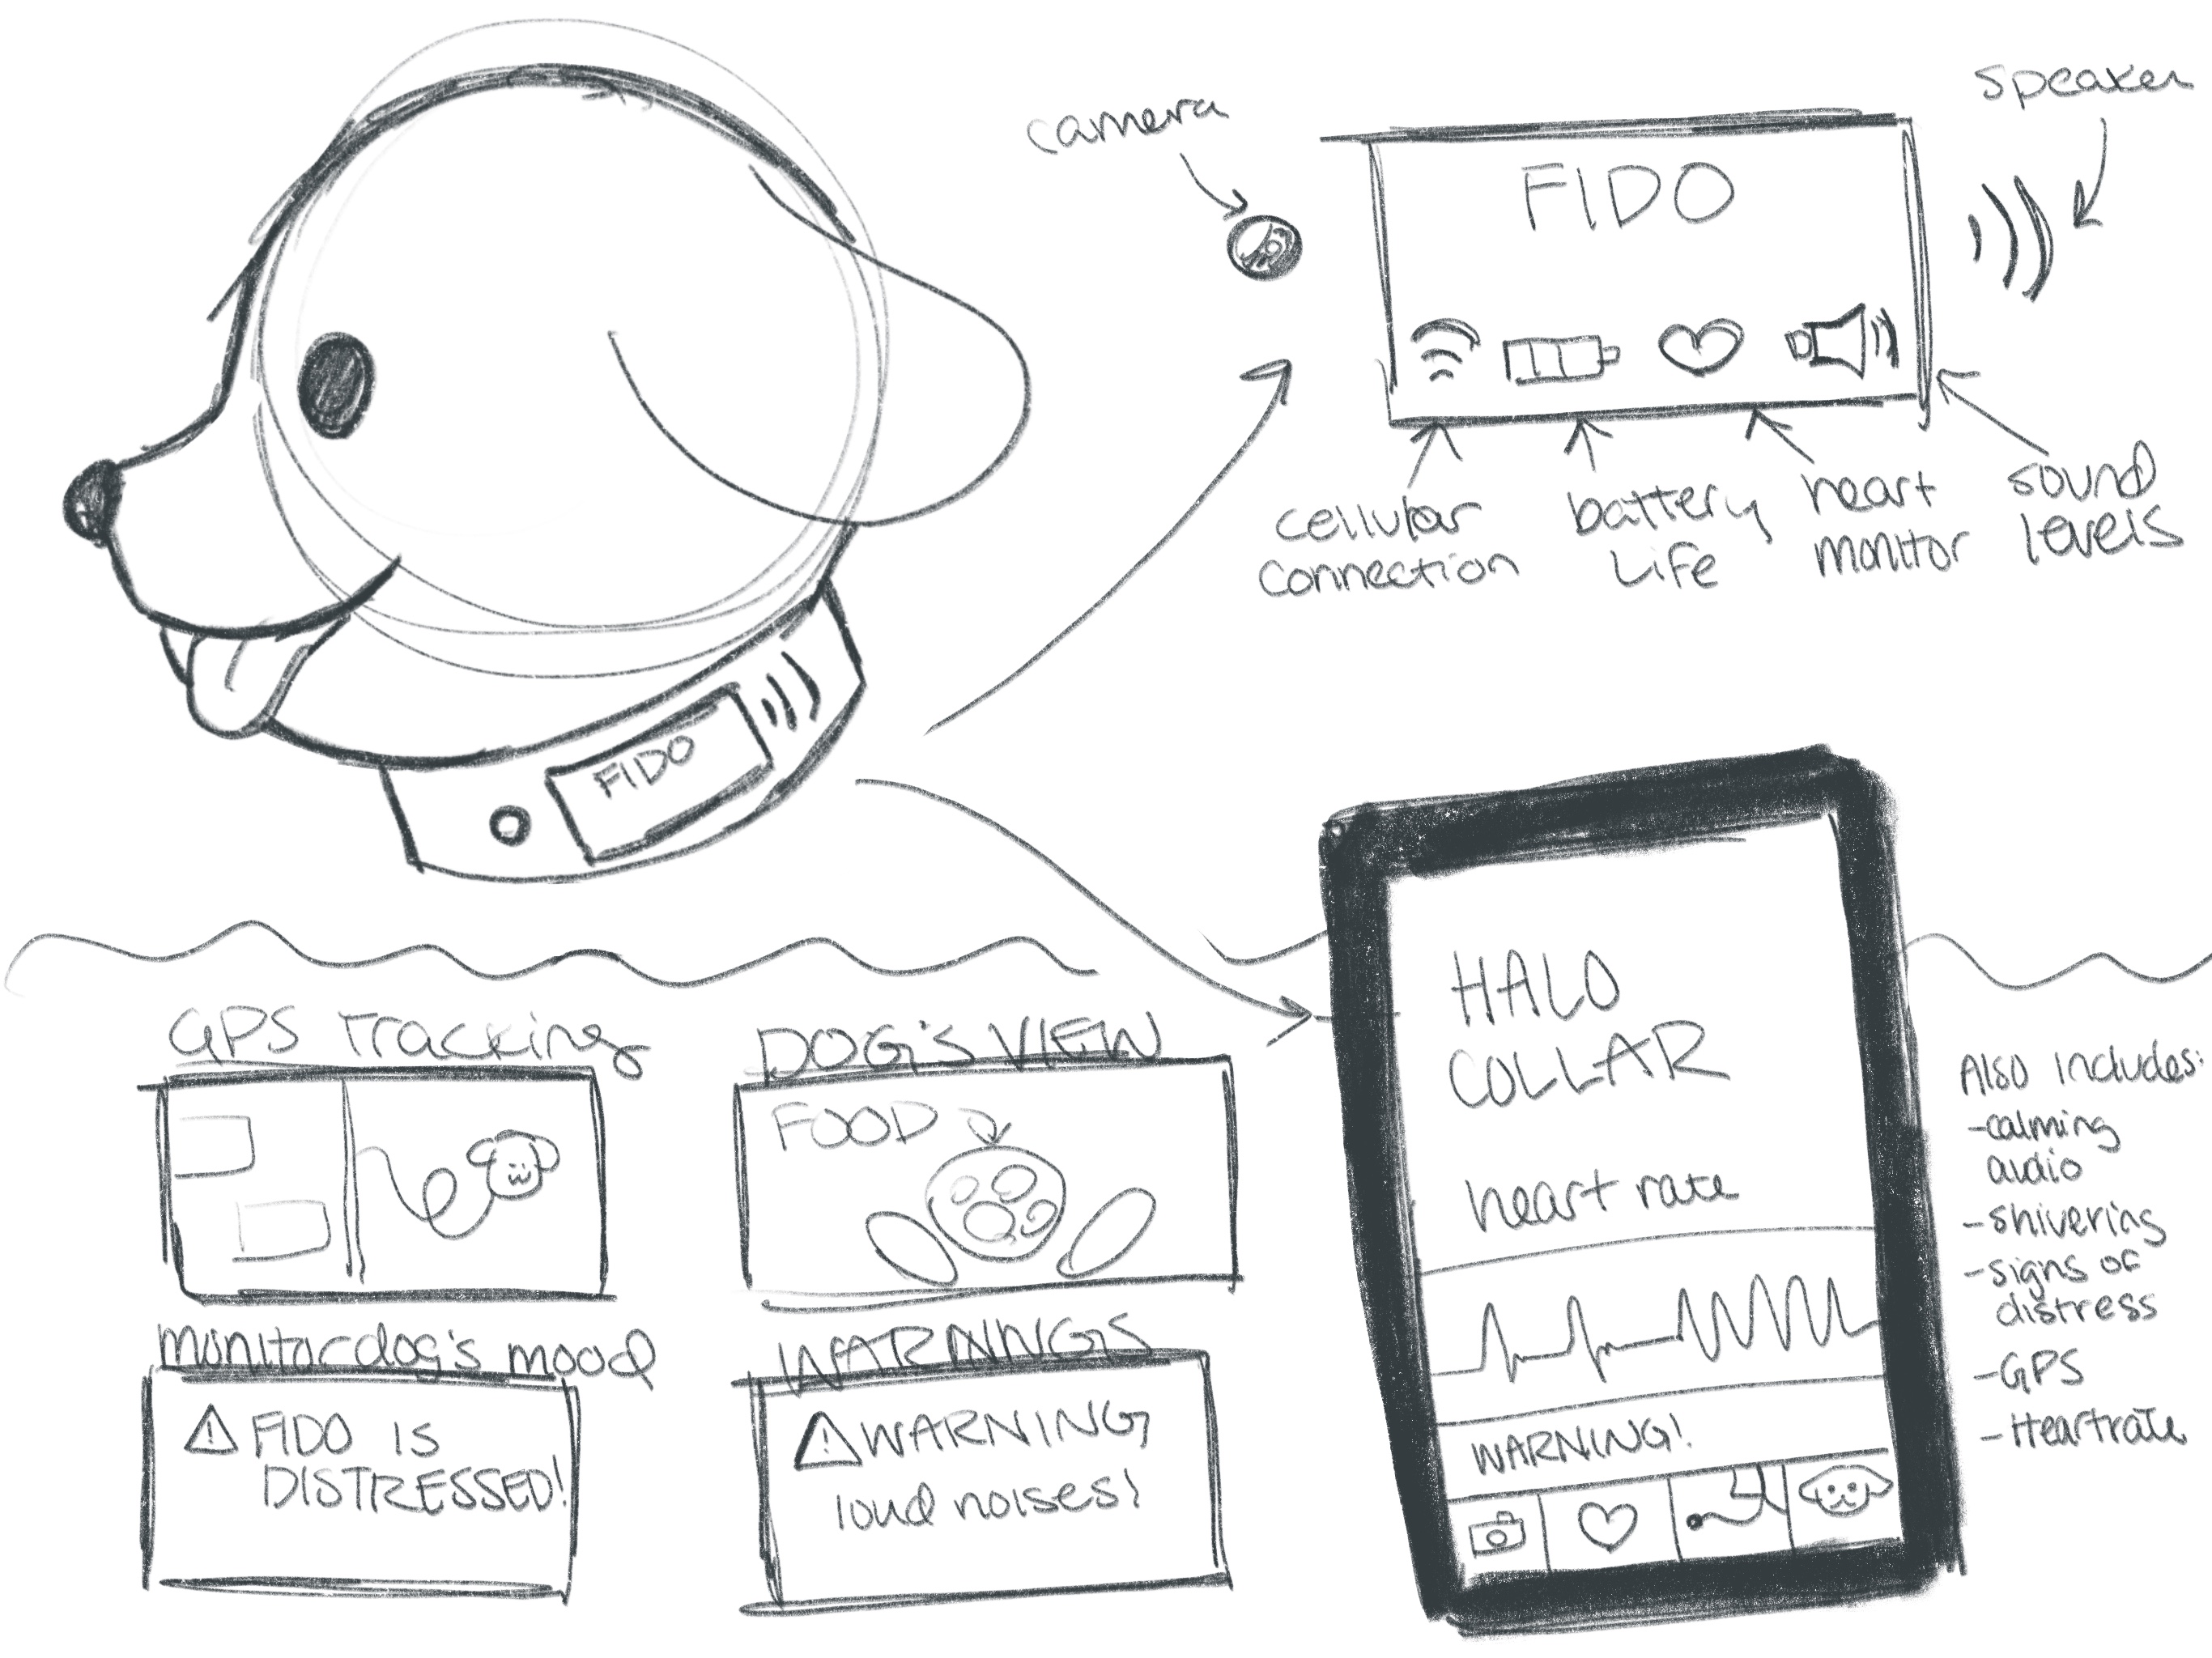 camera
speaker
FIDO
cellular
connection
battery
life
heart
monitor
sound
levels
FIDO
GPS Tracking
DOG'S VIEW
FOOD
monitor dog's mood
FIDO IS
DISTRESSED!
WARNINGS
WARNING
loud noises!
HALO
COLLAR
heart rate
WARNING!
Also includes:
-calming
audio
-shivering
-signs of
distress
-GPS
-Heartrate